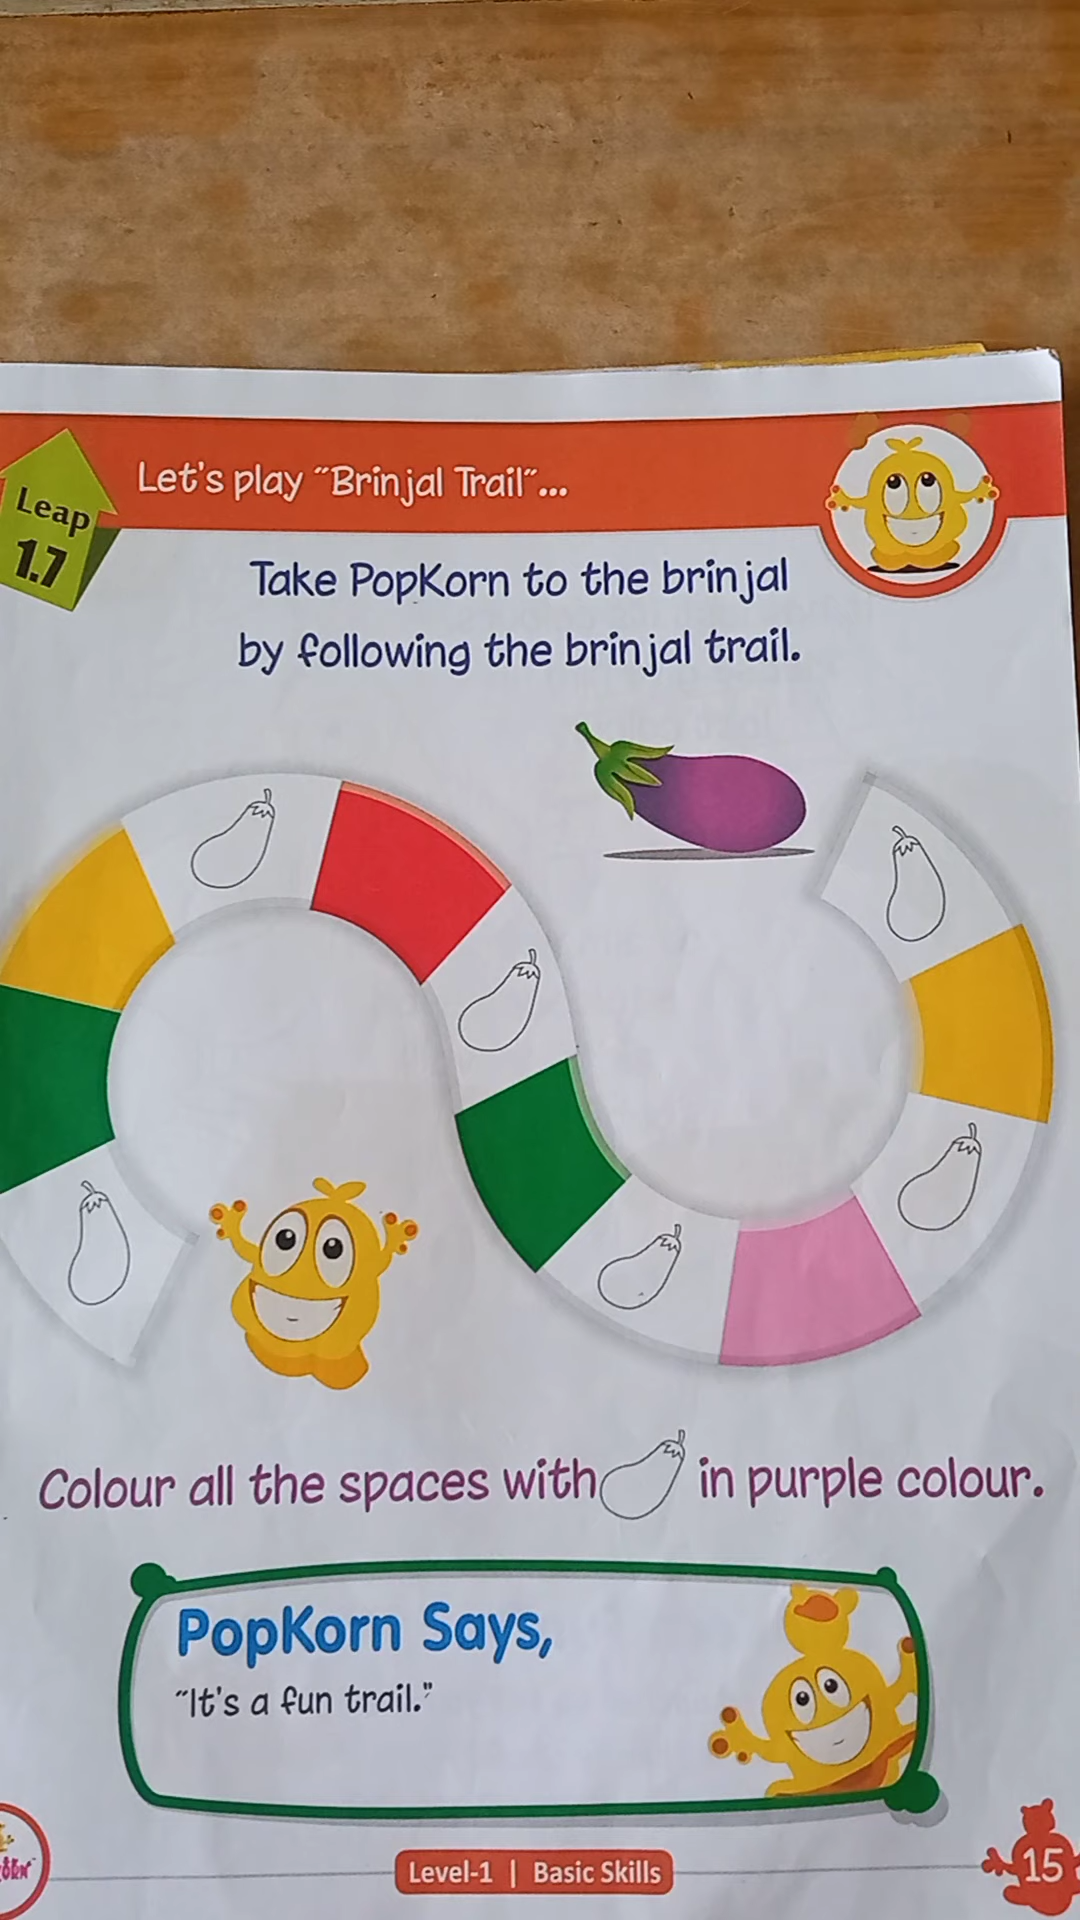 Let's play "Brinjal Trail"...
Leap
1.7
Take PopKorn to the brinjal
by following the brinjal trail.
Colour all the spaces with in purple colour.
PopKorn Says,
"It's a fun trail."
Level-1 | Basic Skills
15